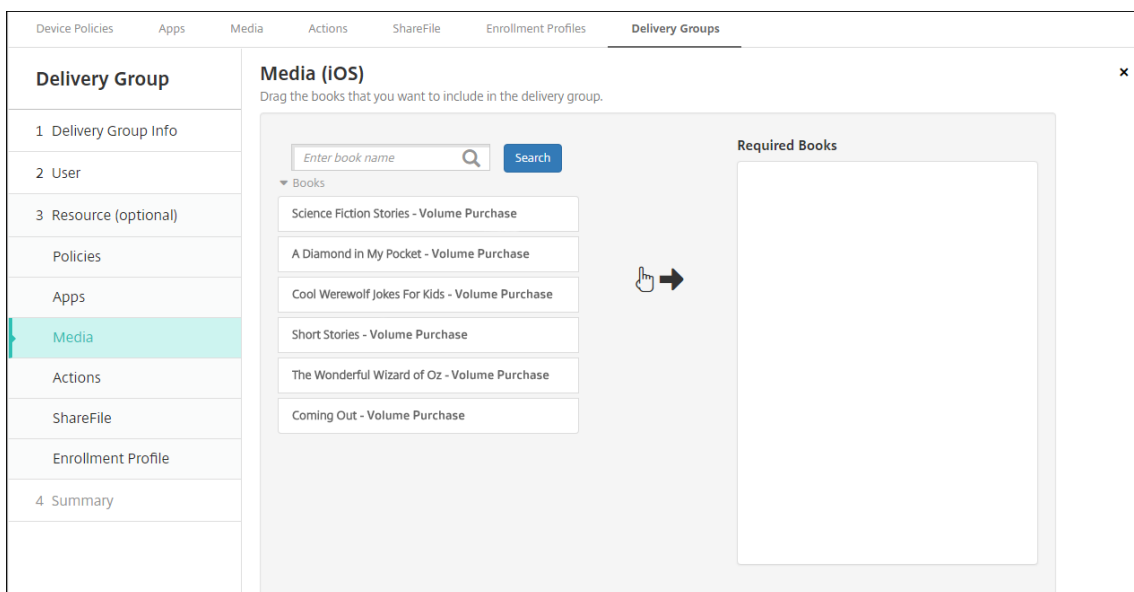 Device Policies Apps Media Actions ShareFile Enrollment Profiles Delivery Groups
Delivery Group
1 Delivery Group Info
2 User
3 Resource (optional)
Policies
Apps
Media
Actions
ShareFile
Enrollment Profile
4 Summary
Media (iOS)
Drag the books that you want to include in the delivery group.
Enter book name
Search
Books
Science Fiction Stories - Volume Purchase
A Diamond in My Pocket - Volume Purchase
Cool Werewolf Jokes For Kids - Volume Purchase
Short Stories - Volume Purchase
The Wonderful Wizard of Oz - Volume Purchase
Coming Out - Volume Purchase
Required Books